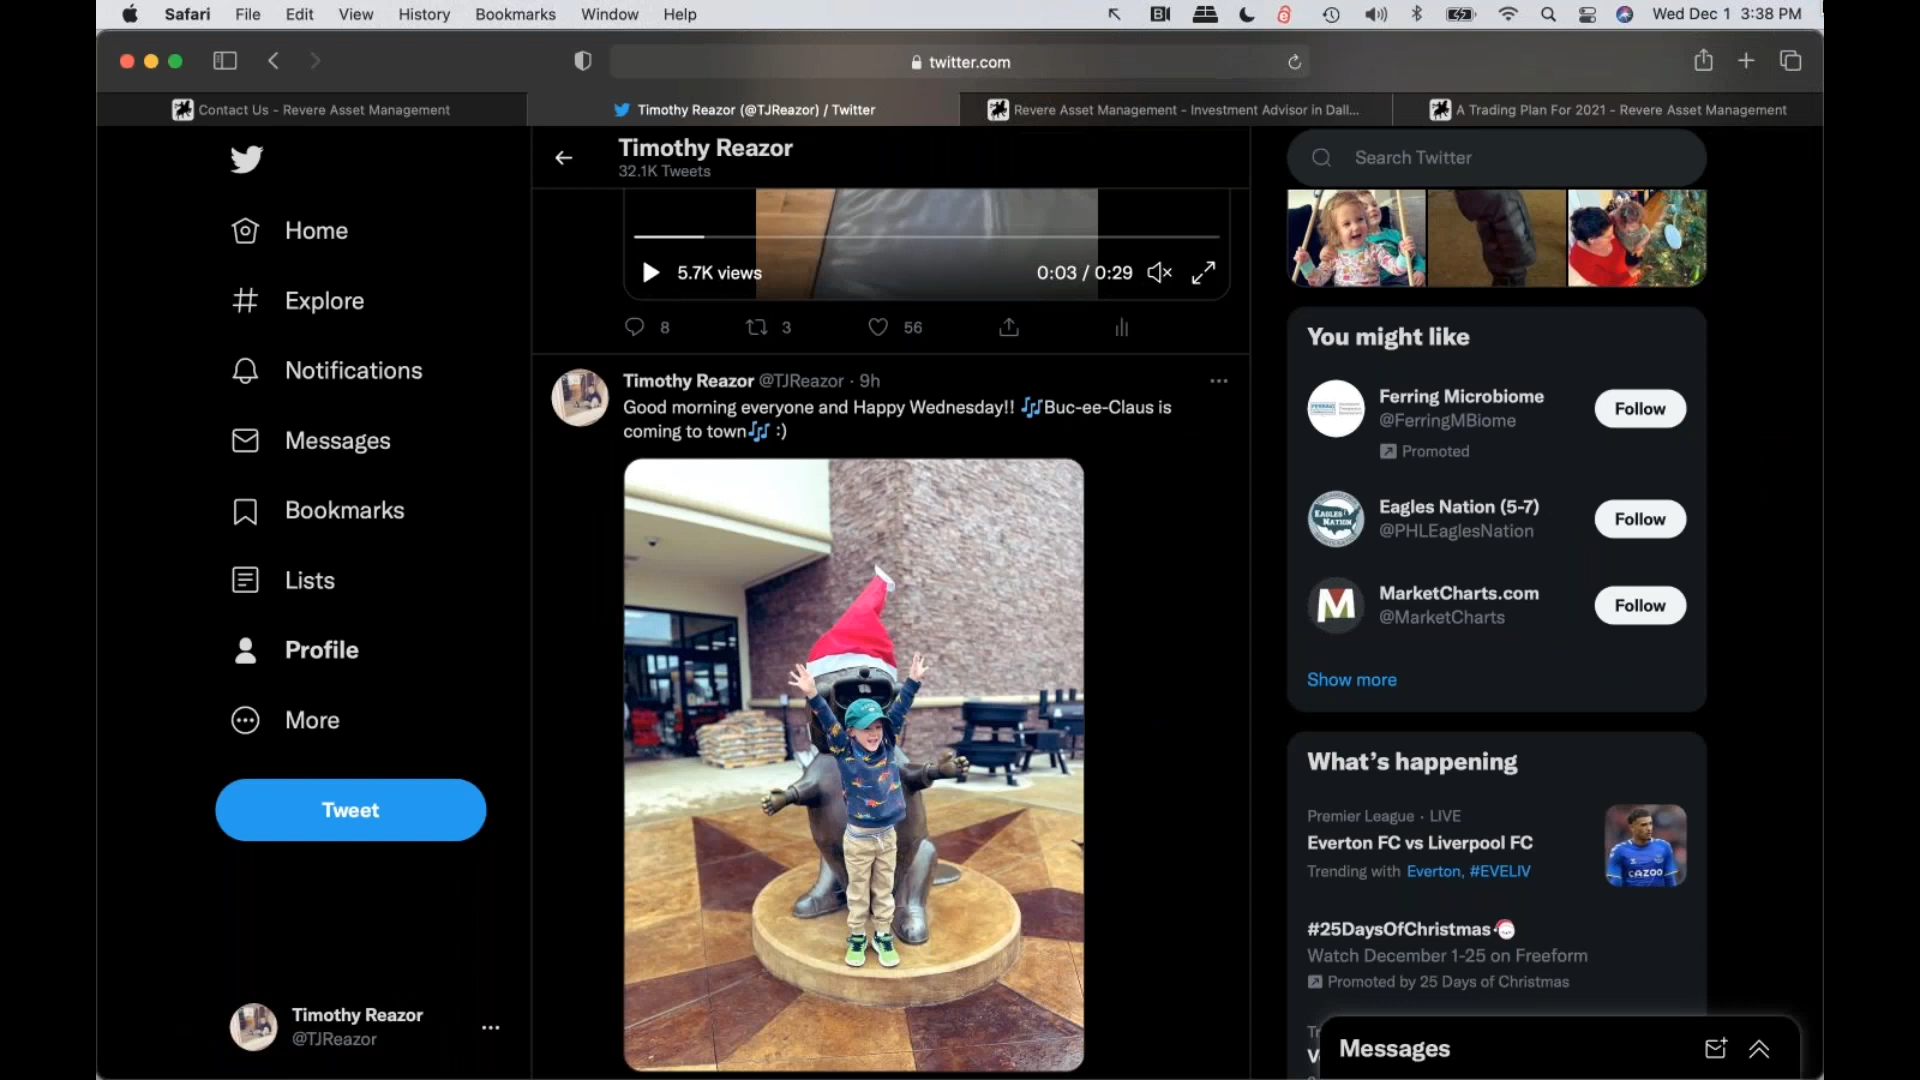 Safari File Edit View History Bookmarks Window Help Wed Dec 1 3:38 PM
twitter.com
Contact Us - Revere Asset Management
Timothy Reazor (@TJReazor) / Twitter
Revere Asset Management - Investment Advisor in Dall...
A Trading Plan For 2021 - Revere Asset Management
Home
Explore
Notifications
Messages
Bookmarks
Lists
Profile
More
Tweet
Timothy Reazor
@TJReazor
Timothy Reazor
32.1K Tweets
5.7K views 0:03 / 0:29
8 3 56
Timothy Reazor @TJReazor · 9h
Good morning everyone and Happy Wednesday!! 🎶Buc-ee-Claus is
coming to town🎶 :)
Search Twitter
You might like
Ferring Microbiome
@FerringMBiome
Promoted
Follow
Eagles Nation (5-7)
@PHLEaglesNation
Follow
MarketCharts.com
@MarketCharts
Follow
Show more
What's happening
Premier League · LIVE
Everton FC vs Liverpool FC
Trending with Everton, #EVELIV
CAZOO
#25DaysOfChristmas🎅
Watch December 1-25 on Freeform
Promoted by 25 Days of Christmas
Messages